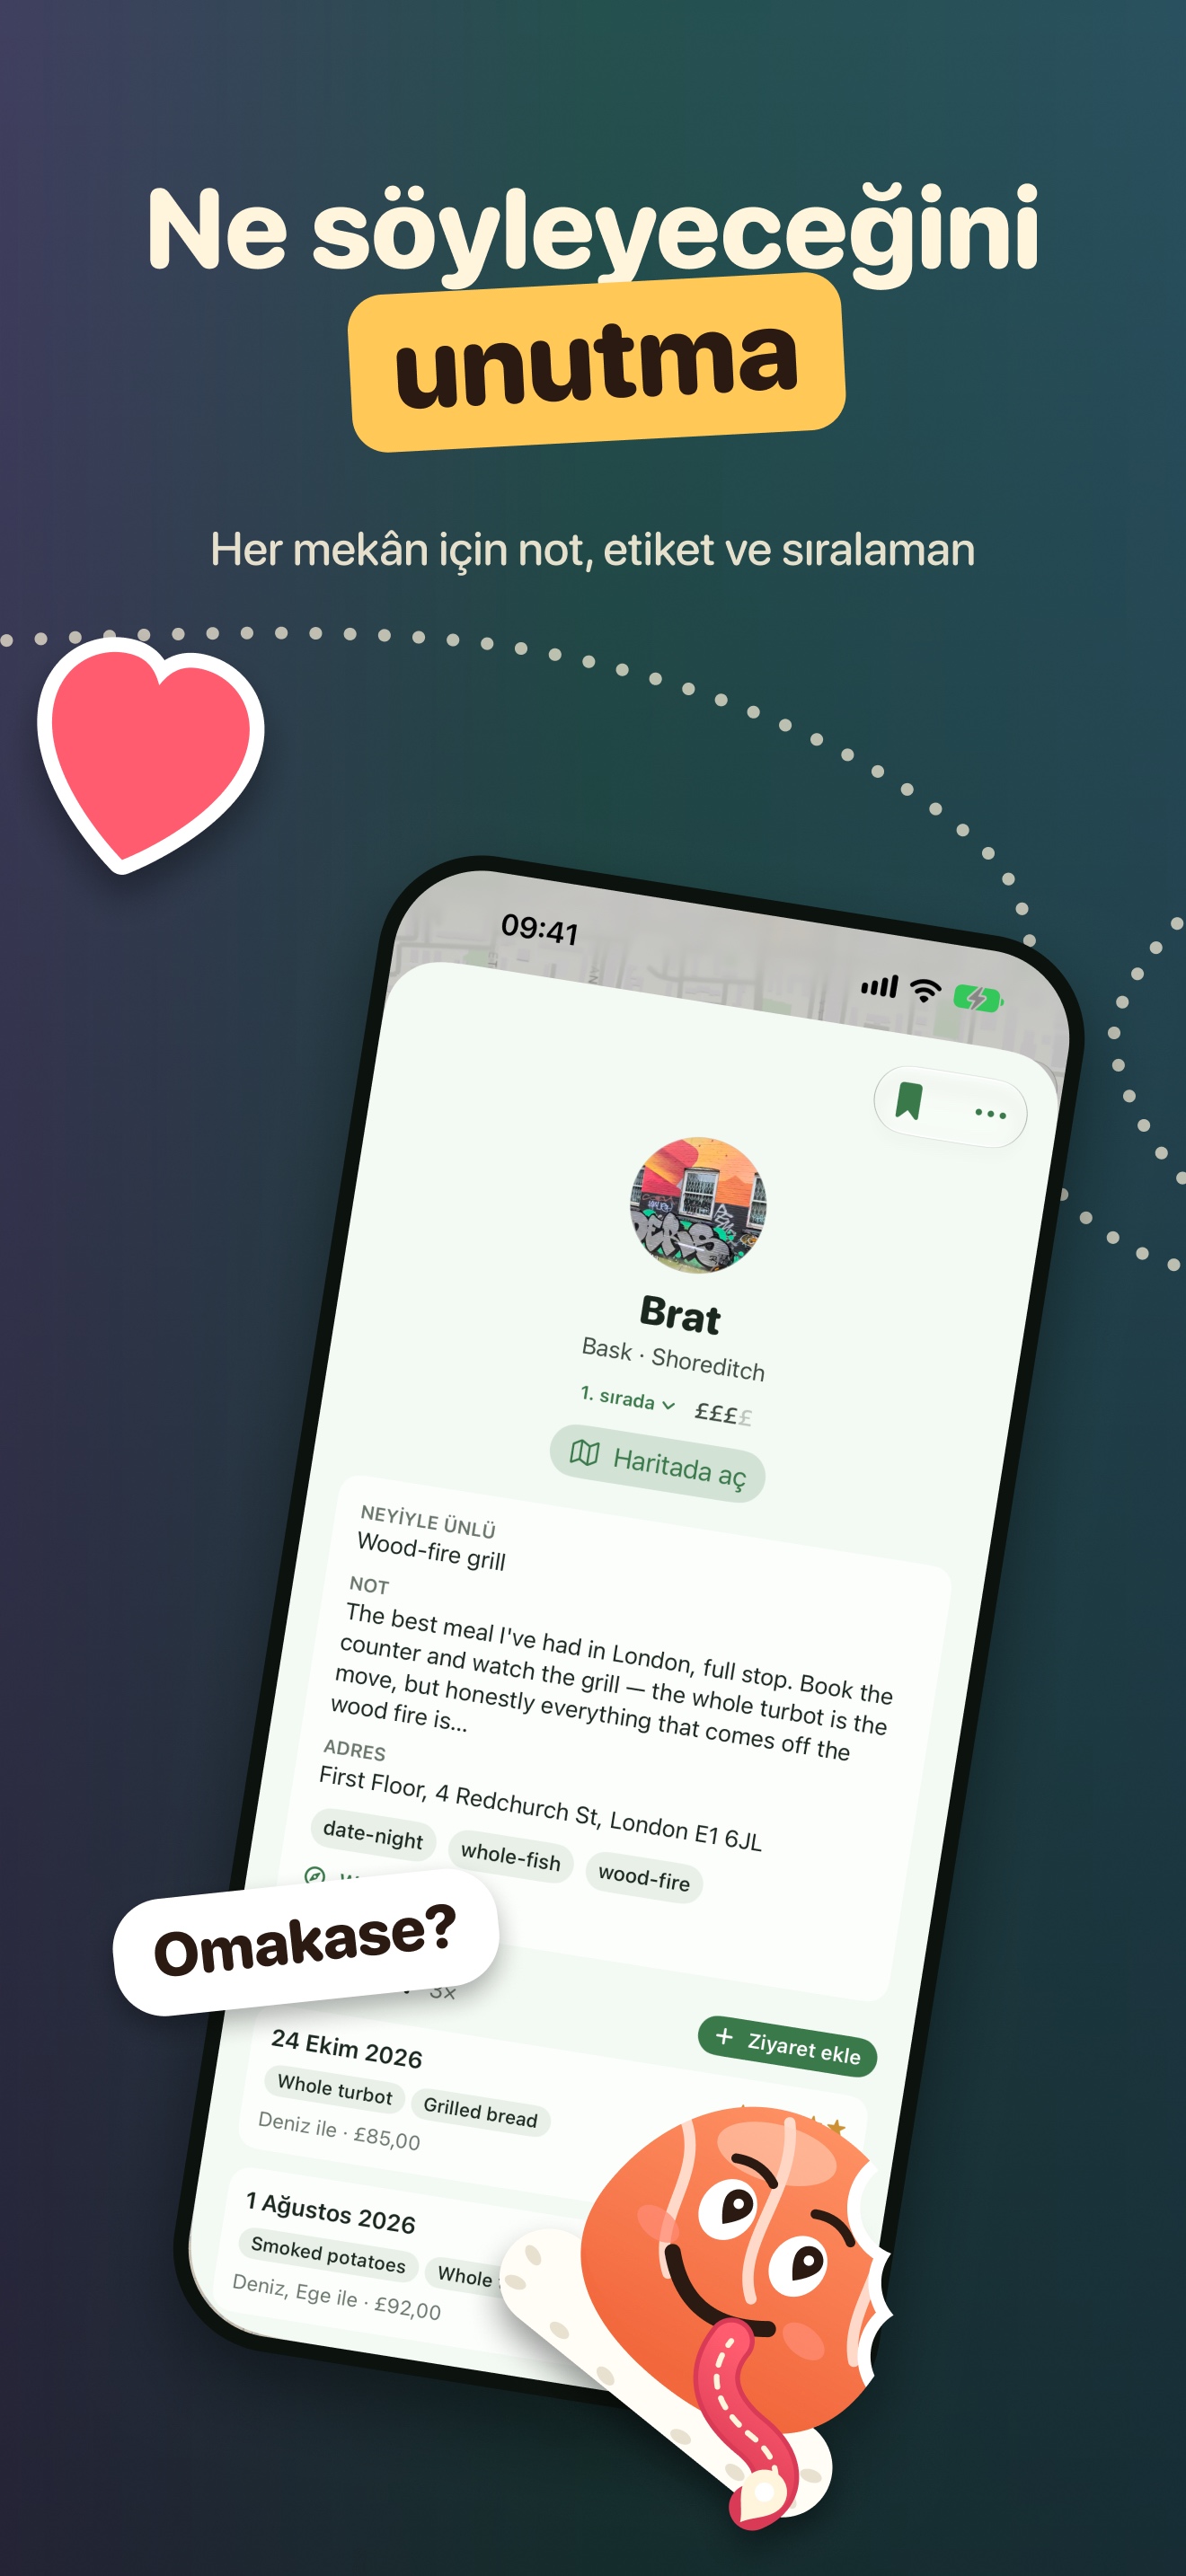 Ne söyleyeceğini
unutma
Her mekân için not, etiket ve sıralaman
09:41
Brat
Bask · Shoreditch
1. sırada
££££
Haritada aç
NEYİYLE ÜNLÜ
Wood-fire grill
NOT
The best meal I've had in London, full stop. Book the
counter and watch the grill — the whole turbot is the
move, but honestly everything that comes off the
wood fire is...
ADRES
First Floor, 4 Redchurch St, London E1 6JL
date-night
whole-fish
wood-fire
Omakase?
3×
+ Ziyaret ekle
24 Ekim 2026
Whole turbot
Grilled bread
Deniz ile · £85,00
1 Ağustos 2026
Smoked potatoes
Whole
Deniz, Ege ile · £92,00